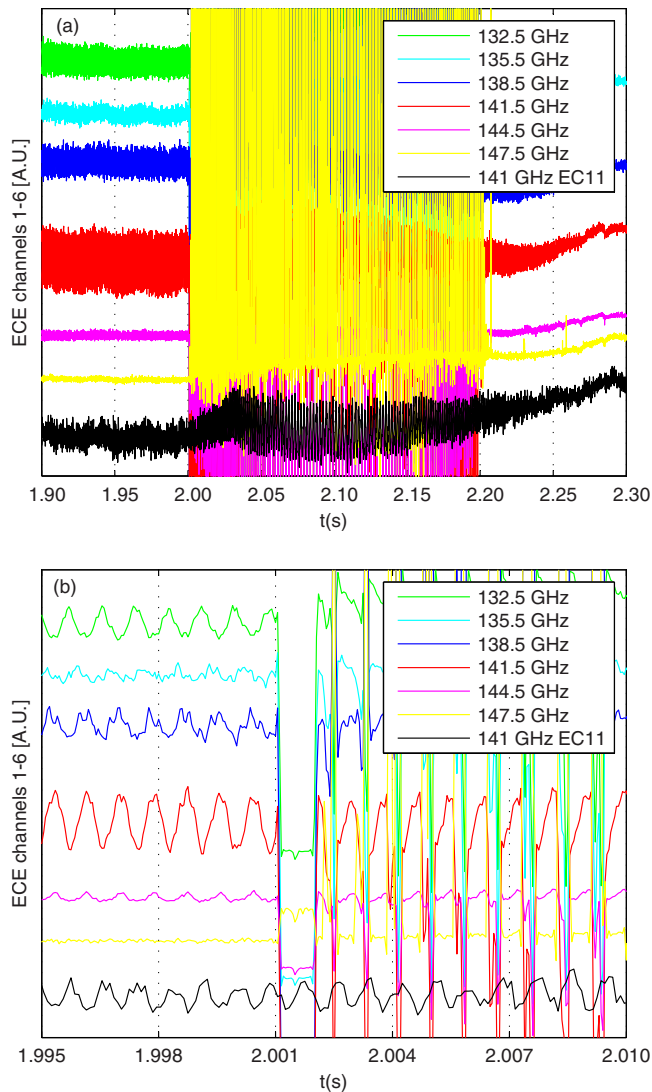 (a)
132.5 GHz
135.5 GHz
138.5 GHz
141.5 GHz
144.5 GHz
147.5 GHz
141 GHz EC11
ECE channels 1-6 [A.U.]
1.90 1.95 2.00 2.05 2.10 2.15 2.20 2.25 2.30
t(s)
(b)
132.5 GHz
135.5 GHz
138.5 GHz
141.5 GHz
144.5 GHz
147.5 GHz
141 GHz EC11
ECE channels 1-6 [A.U.]
1.995 1.998 2.001 2.004 2.007 2.010
t(s)